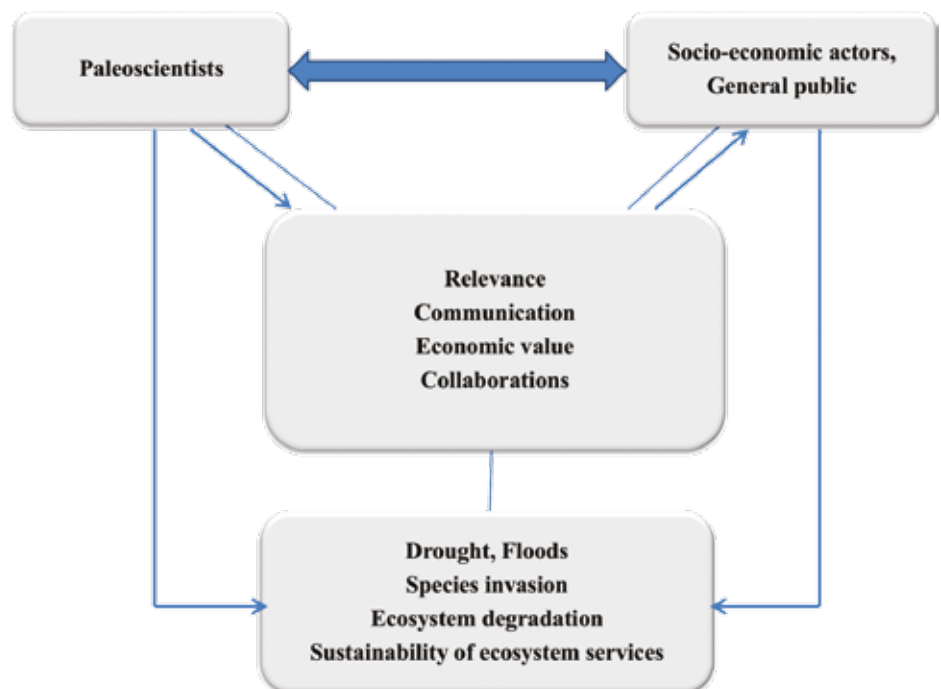 Paleoscientists
Socio-economic actors,
General public
Relevance
Communication
Economic value
Collaborations
Drought, Floods
Species invasion
Ecosystem degradation
Sustainability of ecosystem services